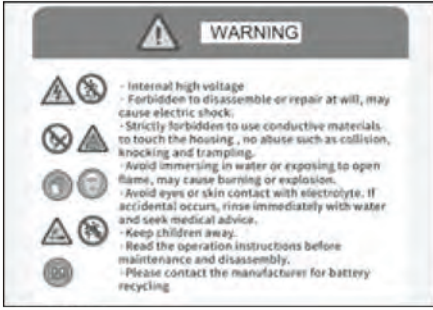 WARNING
· Internal high voltage
· Forbidden to disassemble or repair at will, may
cause electric shock.
· Strictly forbidden to use conductive materials
to touch the housing , no abuse such as collision,
knocking and trampling.
· Avoid immersing in water or exposing to open
flame, may cause burning or explosion.
· Avoid eyes or skin contact with electrolyte. If
accidental occurs, rinse immediately with water
and seek medical advice.
· Keep children away.
· Read the operation instructions before
maintenance and disassembly.
· Please contact the manufacturer for battery
recycling